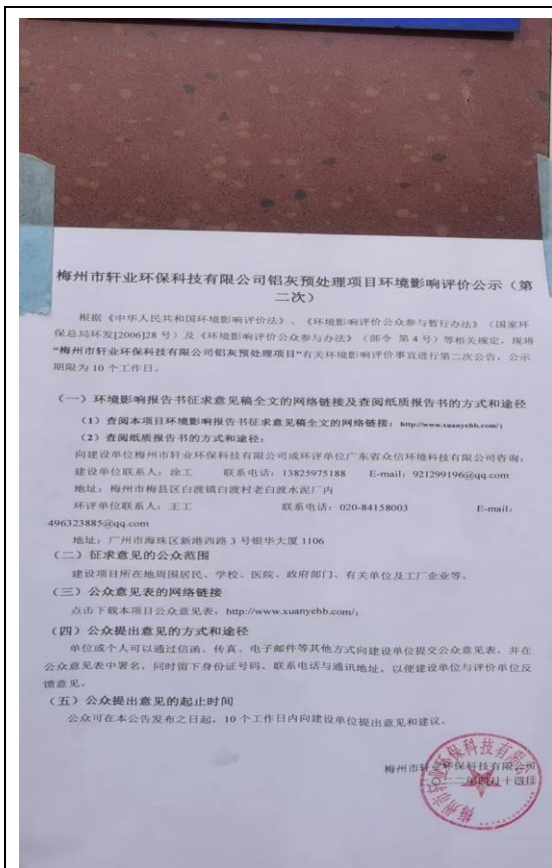 梅州市轩业环保科技有限公司铝灰预处理项目环境影响评价公示（第
二次）
根据《中华人民共和国环境影响评价法》、《环境影响评价公众参与暂行办法》（国家环
保总局环发[2006]28 号）及《环境影响评价公众参与办法》（部令 第 4 号）等相关规定，现将
“梅州市轩业环保科技有限公司铝灰预处理项目”有关环境影响评价事宜进行第二次公告，公示
期限为 10 个工作日。
（一）环境影响报告书征求意见稿全文的网络链接及查阅纸质报告书的方式和途径
（1）查阅本项目环境影响报告书征求意见稿全文的网络链接：http://www.xuanyehb.com/;
（2）查阅纸质报告书的方式和途径：
向建设单位梅州市轩业环保科技有限公司或环评单位广东省众信环境科技有限公司咨询：
建设单位联系人：涂工 联系电话：13825975188 E-mail：921299196@qq.com
地址：梅州市梅县区白渡镇白渡村老白渡水泥厂内
环评单位联系人：王工 联系电话：020-84158003 E-mail：
496323885@qq.com
地址：广州市海珠区新港西路 3 号银华大厦 1106
（二）征求意见的公众范围
建设项目所在地周围居民、学校、医院、政府部门、有关单位及工厂企业等。
（三）公众意见表的网络链接
点击下载本项目公众意见表：http://www.xuanyehb.com/;
（四）公众提出意见的方式和途径
单位或个人可以通过信函、传真、电子邮件等其他方式向建设单位提交公众意见表，并在
公众意见表中署名，同时留下身份证号码、联系电话与通讯地址，以便建设单位与评价单位反
馈意见。
（五）公众提出意见的起止时间
公众可在本公告发布之日起，10 个工作日内向建设单位提出意见和建议。
梅州市轩业环保科技有限公司
二〇二二年四月十四日
梅州市轩业环保科技有限公司